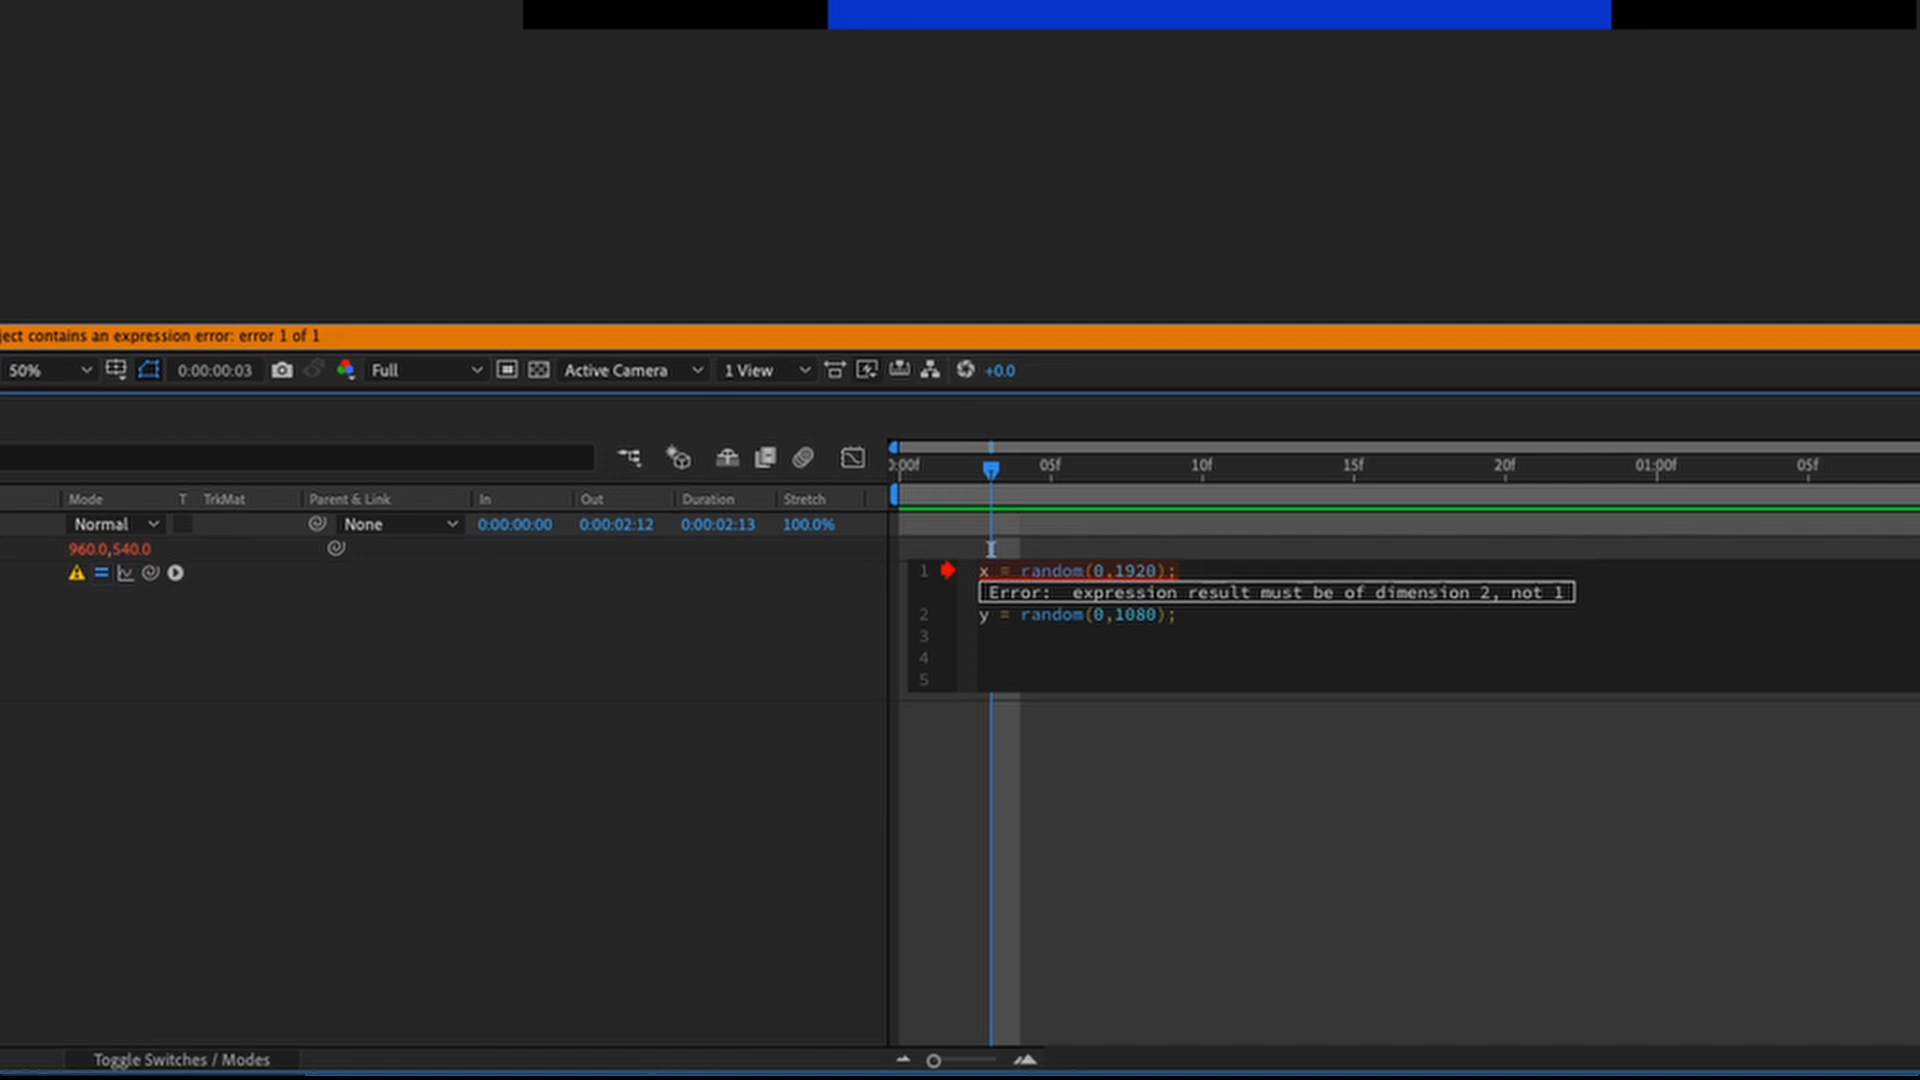 ject contains an expression error: error 1 of 1
50% 0:00:00:03 Full Active Camera 1 View +0.0
0:00f 05f 10f 15f 20f 01:00f 05f
Mode T TrkMat Parent & Link In Out Duration Stretch
Normal None 0:00:00:00 0:00:02:12 0:00:02:13 100.0%
960.0,540.0
1 x = random(0,1920);
Error: expression result must be of dimension 2, not 1
2 y = random(0,1080);
3
4
5
Toggle Switches / Modes